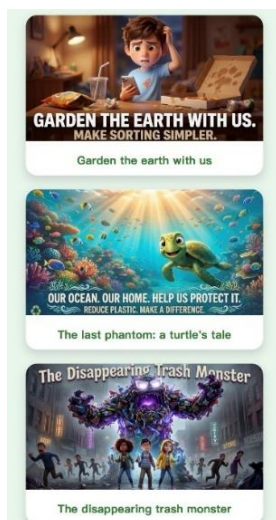 GARDEN THE EARTH WITH US.
MAKE SORTING SIMPLER.
Garden the earth with us
OUR OCEAN. OUR HOME. HELP US PROTECT IT.
REDUCE PLASTIC. MAKE A DIFFERENCE.
The last phantom: a turtle's tale
The Disappearing Trash Monster
The disappearing trash monster